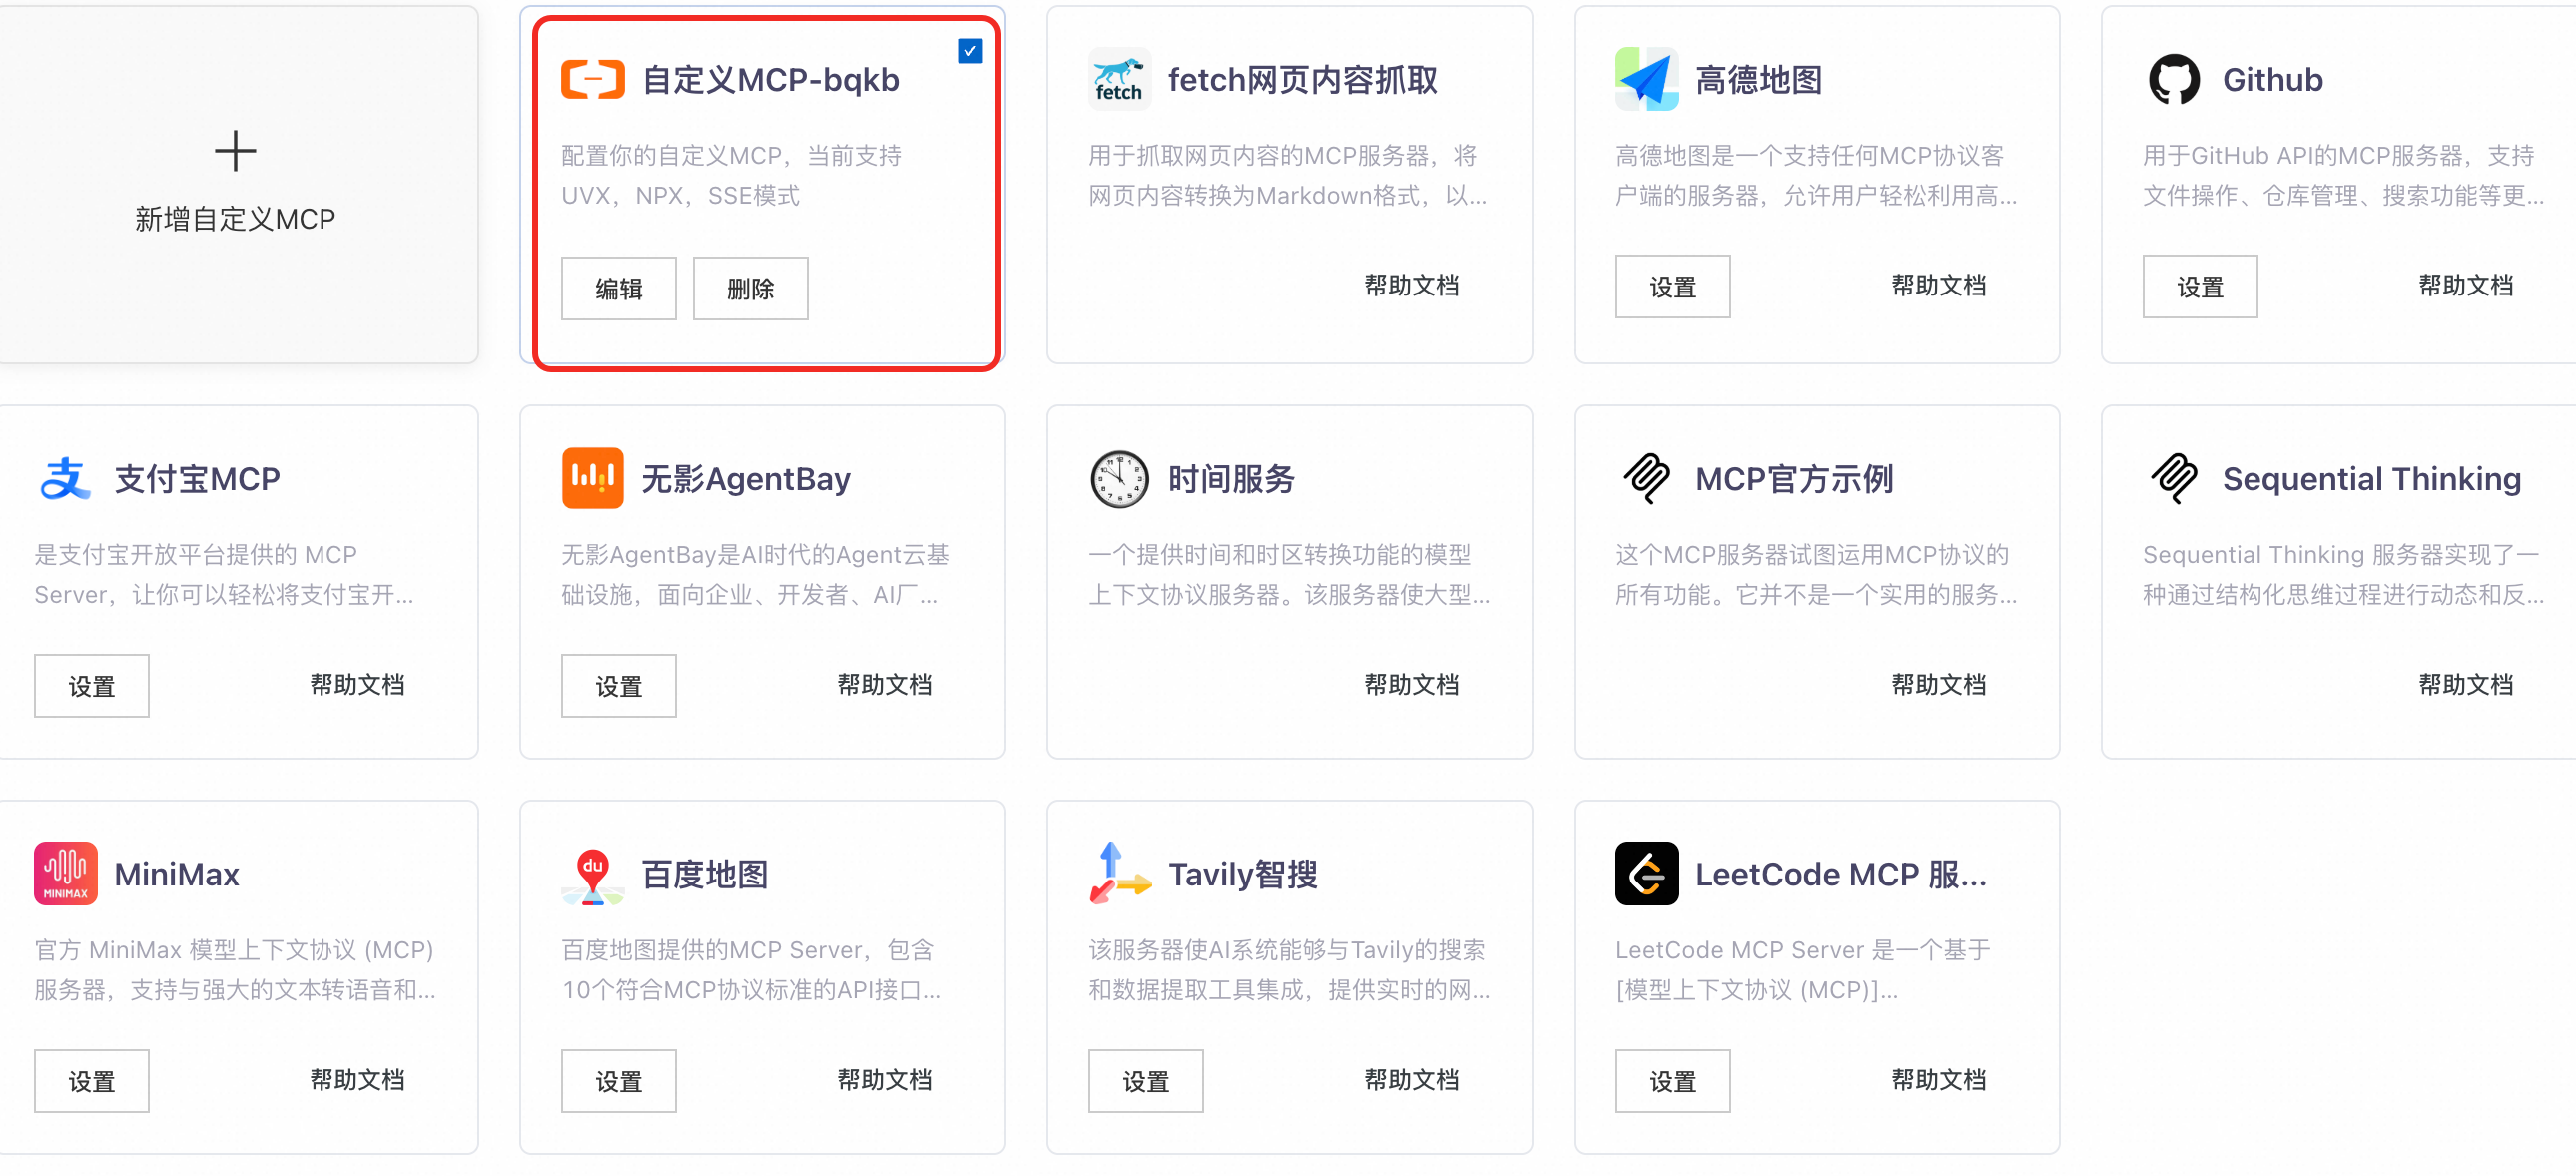 新增自定义MCP
自定义MCP-bqkb
配置你的自定义MCP，当前支持
UVX，NPX，SSE模式
编辑
删除
fetch
fetch网页内容抓取
用于抓取网页内容的MCP服务器，将
网页内容转换为Markdown格式，以...
帮助文档
高德地图
高德地图是一个支持任何MCP协议客
户端的服务器，允许用户轻松利用高...
设置
帮助文档
Github
用于GitHub API的MCP服务器，支持
文件操作、仓库管理、搜索功能等更...
设置
帮助文档
支
支付宝MCP
是支付宝开放平台提供的 MCP
Server，让你可以轻松将支付宝开...
设置
帮助文档
无影AgentBay
无影AgentBay是AI时代的Agent云基
础设施，面向企业、开发者、AI厂...
设置
帮助文档
时间服务
一个提供时间和时区转换功能的模型
上下文协议服务器。该服务器使大型...
帮助文档
MCP官方示例
这个MCP服务器试图运用MCP协议的
所有功能。它并不是一个实用的服务...
帮助文档
Sequential Thinking
Sequential Thinking 服务器实现了一
种通过结构化思维过程进行动态和反...
帮助文档
MINIMAX
MiniMax
官方 MiniMax 模型上下文协议 (MCP)
服务器，支持与强大的文本转语音和...
设置
帮助文档
du
百度地图
百度地图提供的MCP Server，包含
10个符合MCP协议标准的API接口...
设置
帮助文档
Tavily智搜
该服务器使AI系统能够与Tavily的搜索
和数据提取工具集成，提供实时的网...
设置
帮助文档
LeetCode MCP 服...
LeetCode MCP Server 是一个基于
[模型上下文协议 (MCP)]...
设置
帮助文档